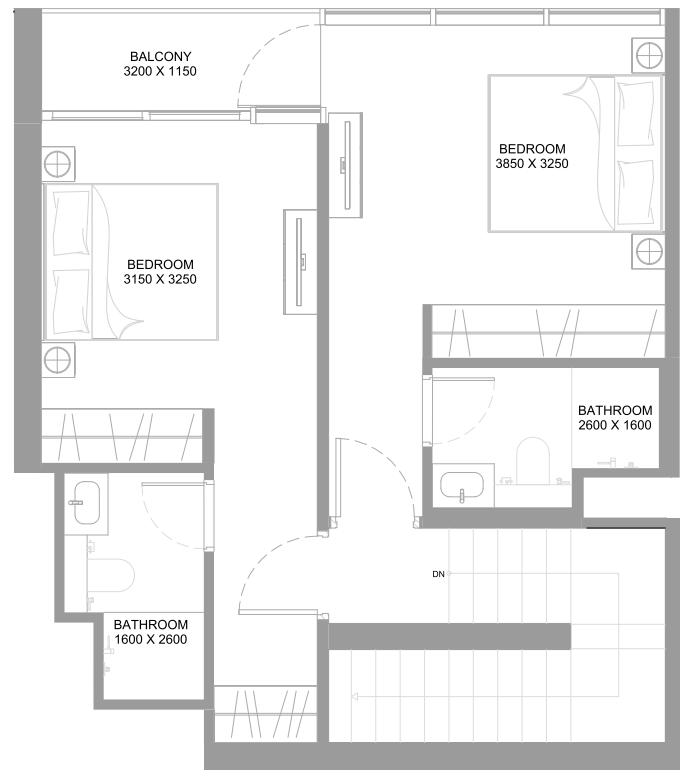 BALCONY
3200 X 1150
BEDROOM
3850 X 3250
BEDROOM
3150 X 3250
BATHROOM
2600 X 1600
DN
BATHROOM
1600 X 2600